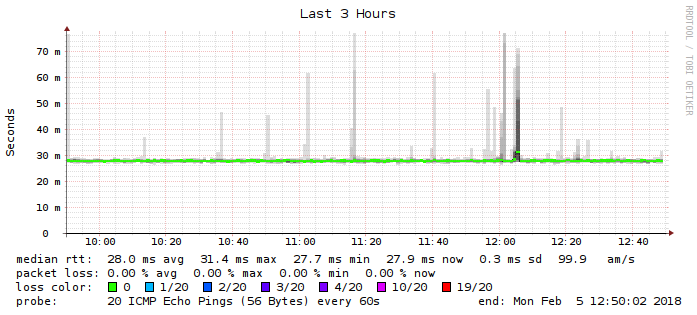 Last 3 Hours
RRDTOOL / TOBI OETIKER
Seconds
70 m
60 m
50 m
40 m
30 m
20 m
10 m
0
10:00 10:20 10:40 11:00 11:20 11:40 12:00 12:20 12:40
median rtt: 28.0 ms avg 31.4 ms max 27.7 ms min 27.9 ms now 0.3 ms sd 99.9 am/s
packet loss: 0.00 % avg 0.00 % max 0.00 % min 0.00 % now
loss color: 0 1/20 2/20 3/20 4/20 10/20 19/20
probe: 20 ICMP Echo Pings (56 Bytes) every 60s end: Mon Feb 5 12:50:02 2018